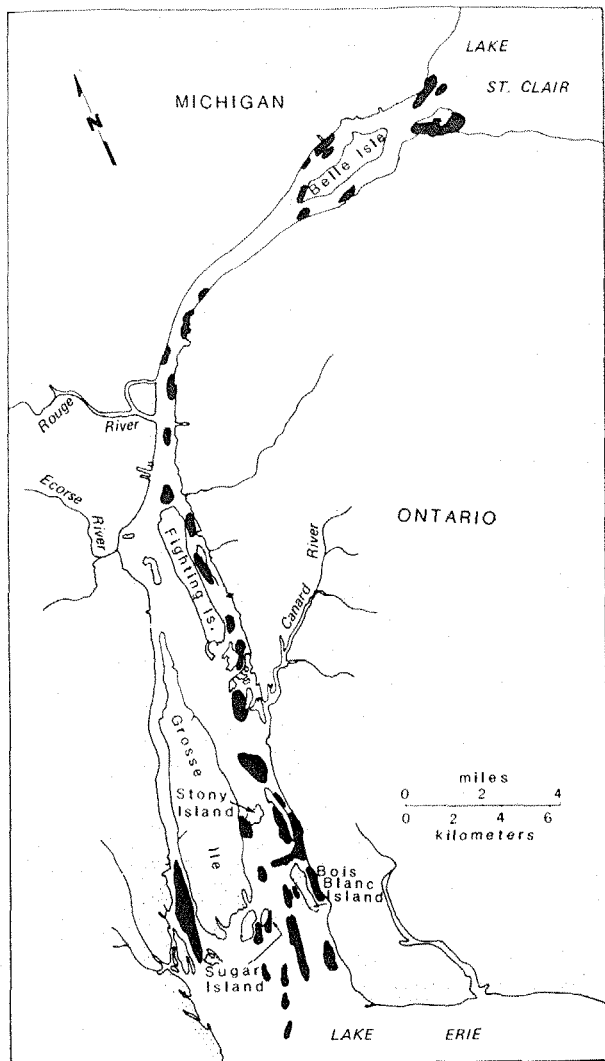 LAKE
ST. CLAIR
MICHIGAN
N
Belle Isle
Rouge
River
Ecorse
River
ONTARIO
Fighting Is.
Canard
River
Grosse
Ile
miles
0 2 4
0 2 4 6
kilometers
Stony
Island
Bois
Blanc
Island
Sugar
Island
LAKE ERIE